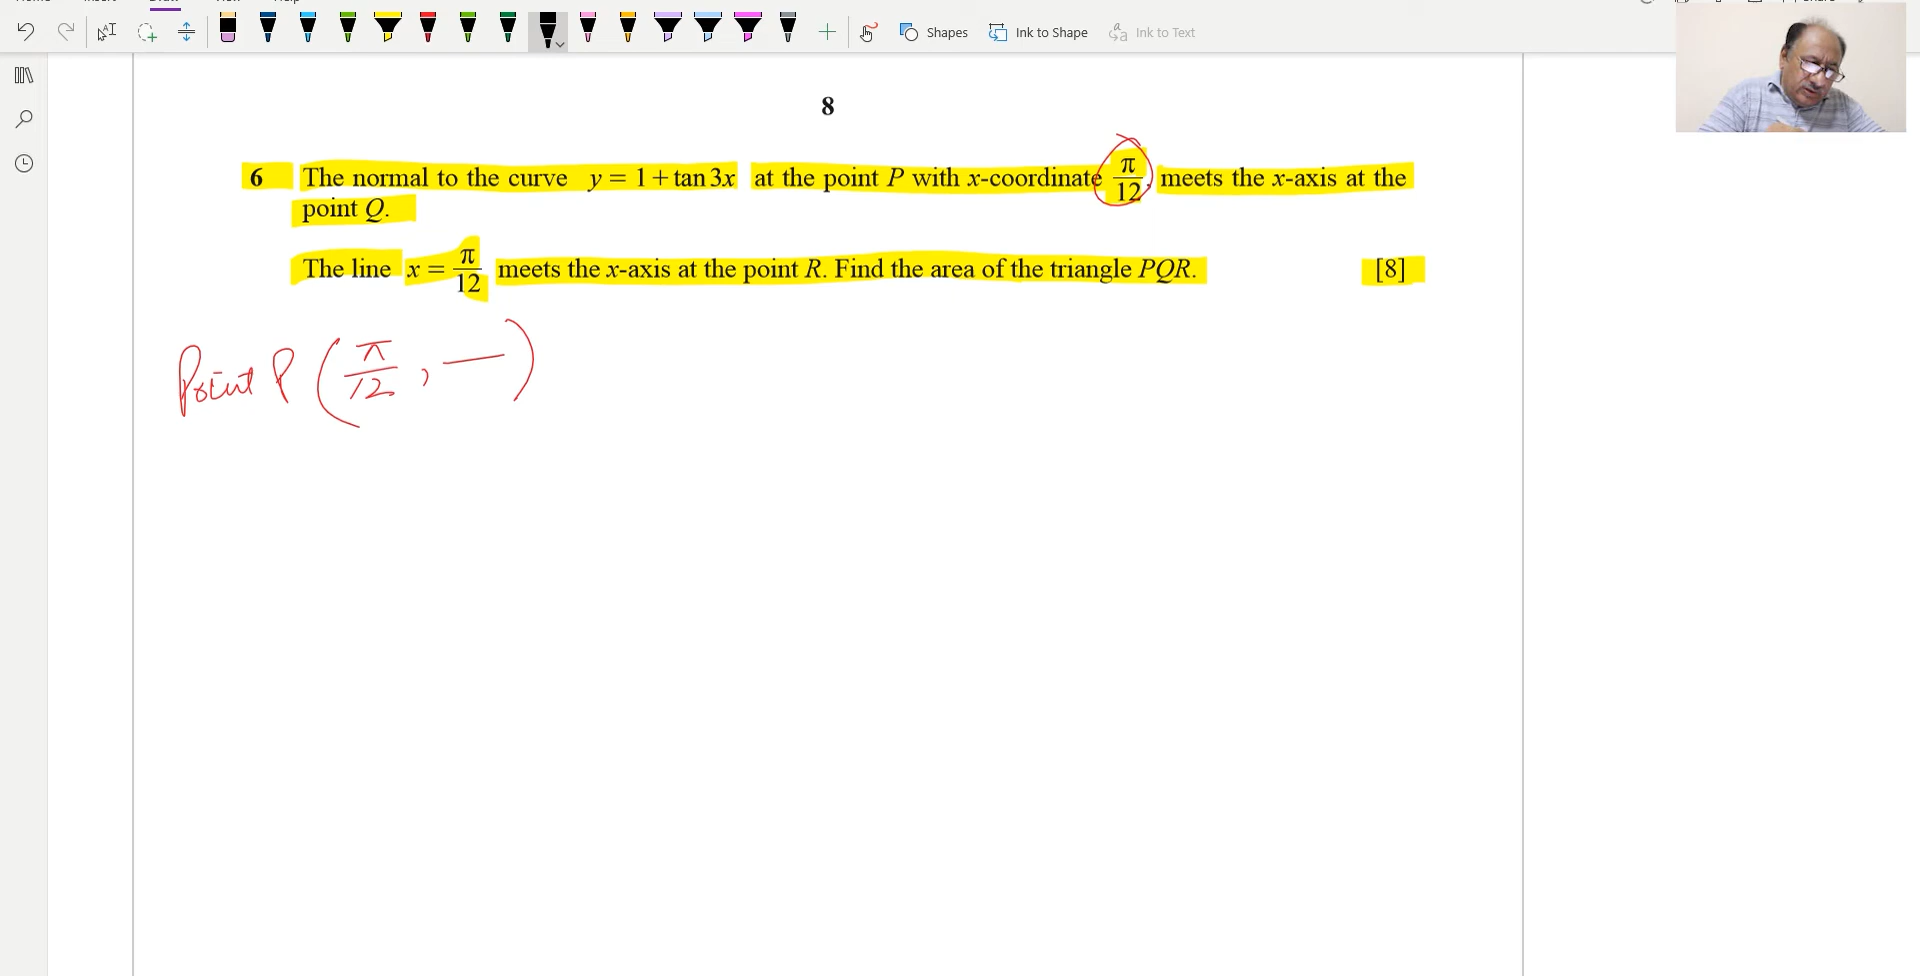 Shapes Ink to Shape Ink to Text
8
6 The normal to the curve y = 1 + tan 3x at the point P with x-coordinate π/12, meets the x-axis at the
point Q.
The line x = π/12 meets the x-axis at the point R. Find the area of the triangle PQR. [8]
Point P (π/12, —)